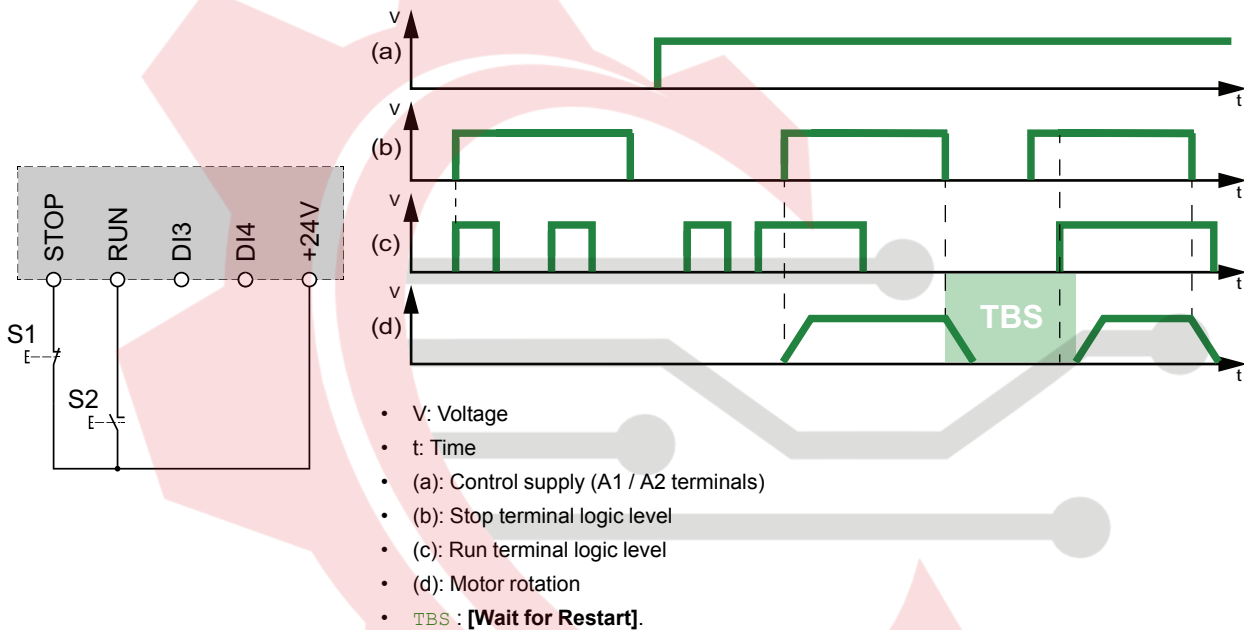 V
(a)
t
V
(b)
t
V
(c)
t
V
(d)
TBS
t
STOP
RUN
DI3
DI4
+24V
S1
E
S2
E
• V: Voltage
• t: Time
• (a): Control supply (A1 / A2 terminals)
• (b): Stop terminal logic level
• (c): Run terminal logic level
• (d): Motor rotation
• TBS : [Wait for Restart].